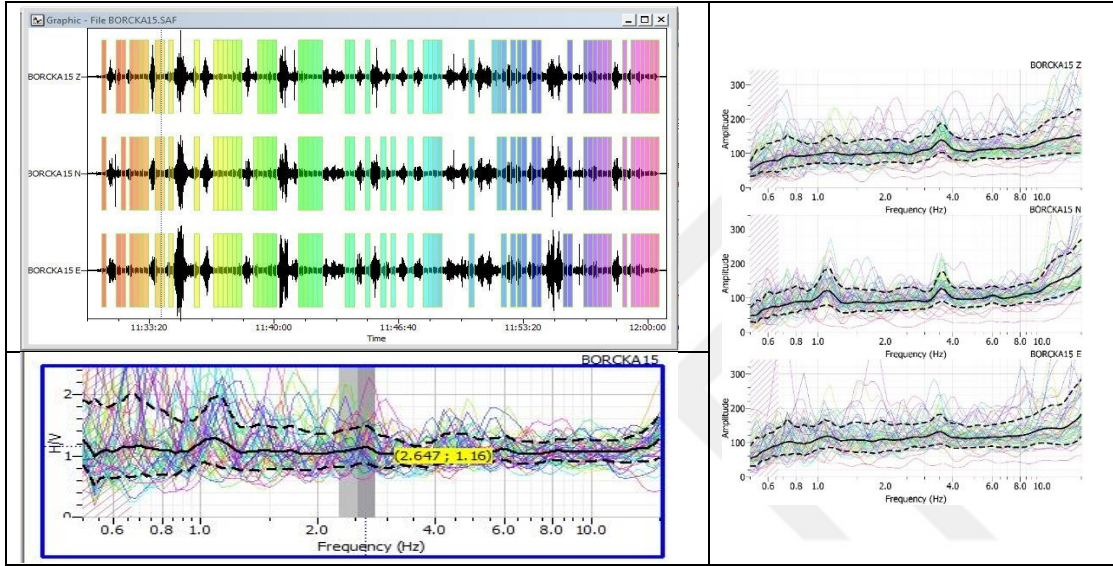 Graphic - File BORCKA15.SAF
BORCKA15 Z
BORCKA15 N
BORCKA15 E
11:33:20 11:40:00 11:46:40 11:53:20 12:00:00
Time
BORCKA15
H/V
2
1
0
(2.647 ; 1.16)
0.6 0.8 1.0 2.0 4.0 6.0 8.0 10.0
Frequency (Hz)
BORCKA15 Z
Amplitude
300
200
100
0
0.6 0.8 1.0 2.0 4.0 6.0 8.0 10.0
Frequency (Hz)
BORCKA15 N
Amplitude
300
200
100
0
0.6 0.8 1.0 2.0 4.0 6.0 8.0 10.0
Frequency (Hz)
BORCKA15 E
Amplitude
300
200
100
0
0.6 0.8 1.0 2.0 4.0 6.0 8.0 10.0
Frequency (Hz)